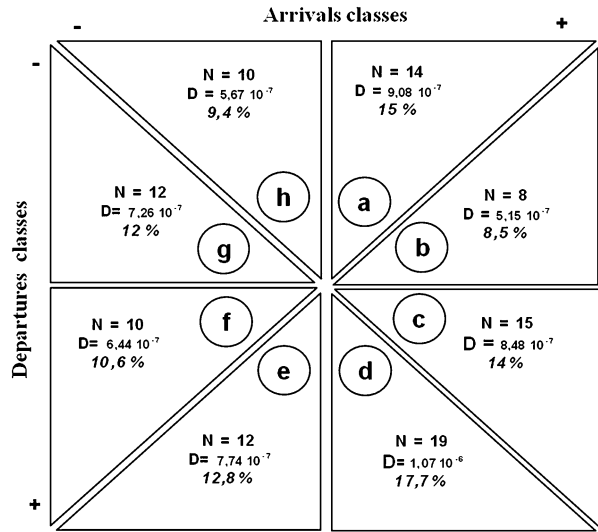 Arrivals classes
- +
-
N = 10
D = 5,67 10⁻⁷
9,4 %
N = 14
D = 9,08 10⁻⁷
15 %
N = 12
D= 7,26 10⁻⁷
12 %
h
a
N = 8
D = 5,15 10⁻⁷
8,5 %
g
b
Departures classes
N = 10
D= 6,44 10⁻⁷
10,6 %
f
c
N = 15
D = 8,48 10⁻⁷
14 %
e
d
N = 12
D= 7,74 10⁻⁷
12,8 %
N = 19
D= 1,07 10⁻⁶
17,7 %
+